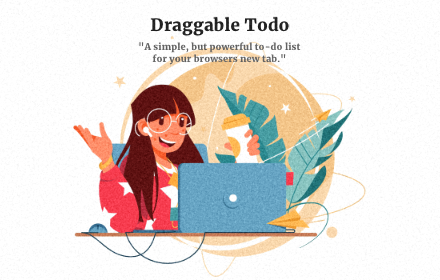 Draggable Todo
"A simple, but powerful to-do list
for your browsers new tab."